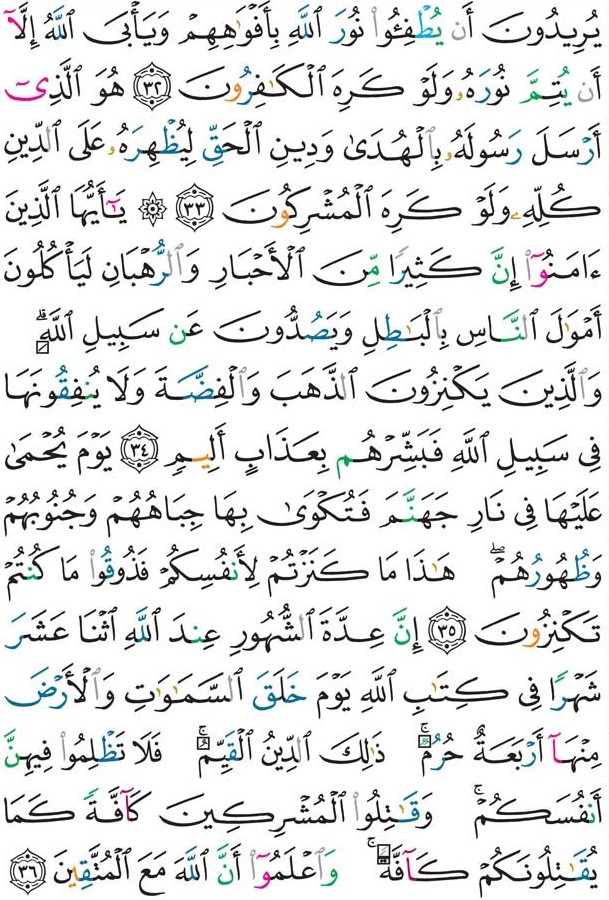 يُرِيدُونَ أَن يُطْفِـُٔوا۟ نُورَ ٱللَّهِ بِأَفْوَٰهِهِمْ وَيَأْبَى ٱللَّهُ إِلَّآ
أَن يُتِمَّ نُورَهُۥ وَلَوْ كَرِهَ ٱلْكَٰفِرُونَ ٣٢ هُوَ ٱلَّذِىٓ
أَرْسَلَ رَسُولَهُۥ بِٱلْهُدَىٰ وَدِينِ ٱلْحَقِّ لِيُظْهِرَهُۥ عَلَى ٱلدِّينِ
كُلِّهِۦ وَلَوْ كَرِهَ ٱلْمُشْرِكُونَ ٣٣ ۞ يَٰٓأَيُّهَا ٱلَّذِينَ
ءَامَنُوٓا۟ إِنَّ كَثِيرًا مِّنَ ٱلْأَحْبَارِ وَٱلرُّهْبَانِ لَيَأْكُلُونَ
أَمْوَٰلَ ٱلنَّاسِ بِٱلْبَٰطِلِ وَيَصُدُّونَ عَن سَبِيلِ ٱللَّهِ ۗ
وَٱلَّذِينَ يَكْنِزُونَ ٱلذَّهَبَ وَٱلْفِضَّةَ وَلَا يُنفِقُونَهَا
فِى سَبِيلِ ٱللَّهِ فَبَشِّرْهُم بِعَذَابٍ أَلِيمٍ ٣٤ يَوْمَ يُحْمَىٰ
عَلَيْهَا فِى نَارِ جَهَنَّمَ فَتُكْوَىٰ بِهَا جِبَاهُهُمْ وَجُنُوبُهُمْ
وَظُهُورُهُمْ ۖ هَٰذَا مَا كَنَزْتُمْ لِأَنفُسِكُمْ فَذُوقُوا۟ مَا كُنتُمْ
تَكْنِزُونَ ٣٥ إِنَّ عِدَّةَ ٱلشُّهُورِ عِندَ ٱللَّهِ ٱثْنَا عَشَرَ
شَهْرًا فِى كِتَٰبِ ٱللَّهِ يَوْمَ خَلَقَ ٱلسَّمَٰوَٰتِ وَٱلْأَرْضَ
مِنْهَآ أَرْبَعَةٌ حُرُمٌ ۚ ذَٰلِكَ ٱلدِّينُ ٱلْقَيِّمُ ۚ فَلَا تَظْلِمُوا۟ فِيهِنَّ
أَنفُسَكُمْ ۚ وَقَٰتِلُوا۟ ٱلْمُشْرِكِينَ كَآفَّةً كَمَا
يُقَٰتِلُونَكُمْ كَآفَّةً ۚ وَٱعْلَمُوٓا۟ أَنَّ ٱللَّهَ مَعَ ٱلْمُتَّقِينَ ٣٦